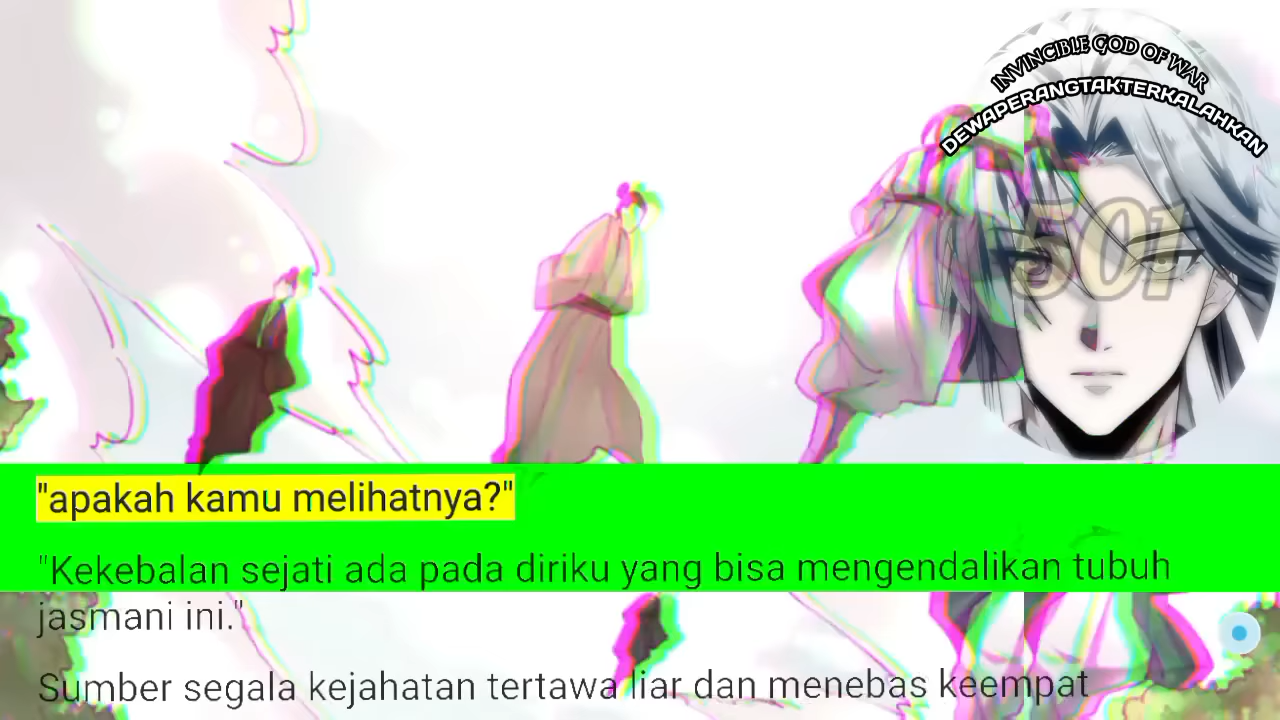 INVINCIBLE GOD OF WAR
DEWAPERANGTAKTERKALAHKAN
501
"apakah kamu melihatnya?"
"Kekebalan sejati ada pada diriku yang bisa mengendalikan tubuh
jasmani ini."
Sumber segala kejahatan tertawa liar dan menebas keempat